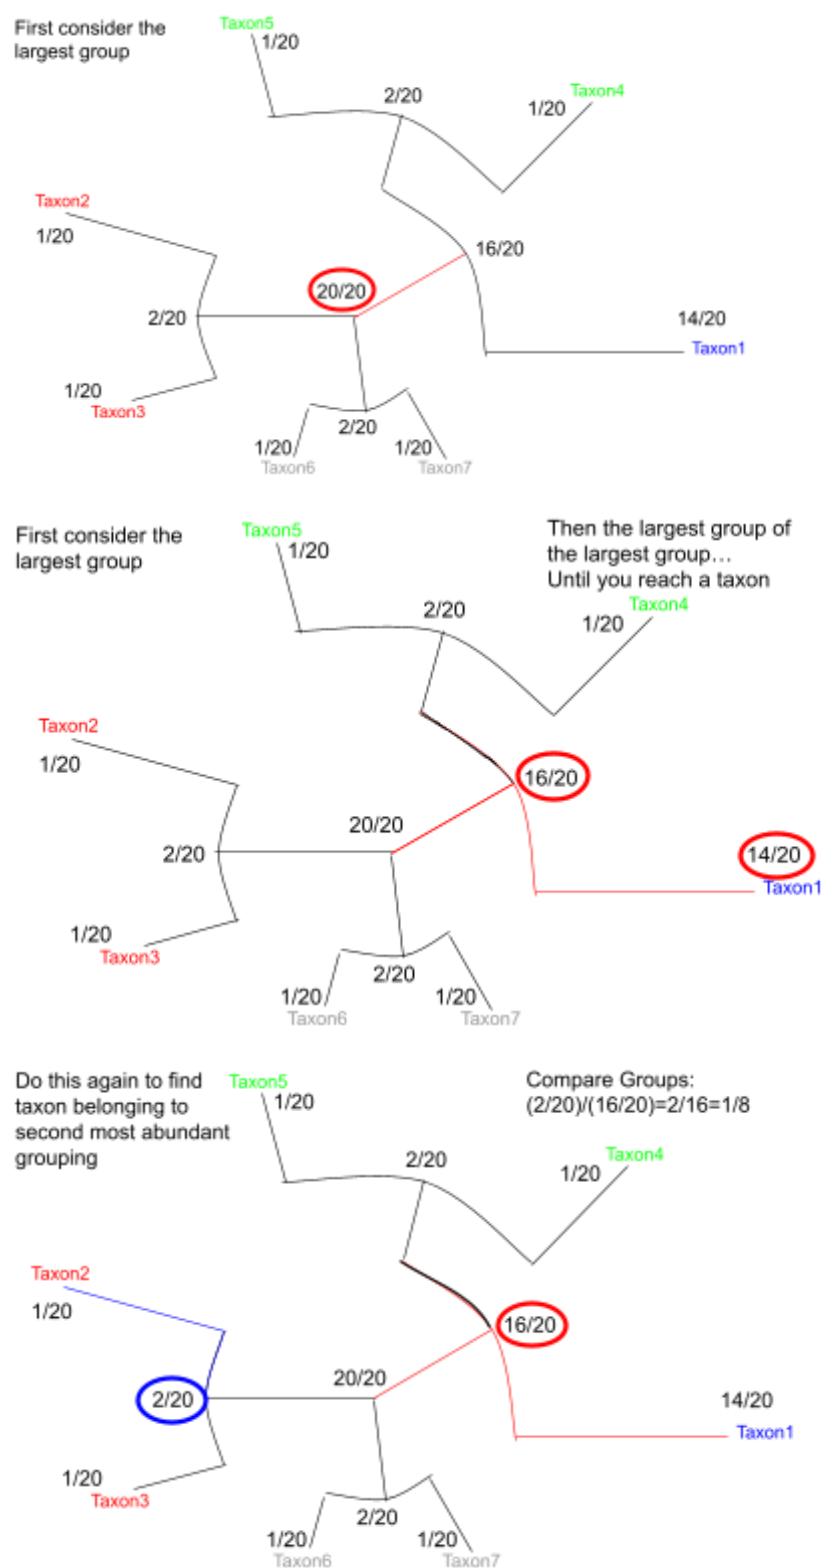 First consider the
largest group
Taxon5
1/20
2/20
1/20
Taxon4
Taxon2
1/20
16/20
20/20
2/20
14/20
Taxon1
1/20
Taxon3
2/20
1/20
1/20
Taxon6
Taxon7
First consider the
largest group
Taxon5
1/20
Then the largest group of
the largest group...
Until you reach a taxon
Taxon4
2/20
1/20
Taxon2
1/20
16/20
20/20
2/20
14/20
Taxon1
1/20
Taxon3
2/20
1/20
1/20
Taxon6
Taxon7
Do this again to find
taxon belonging to
second most abundant
grouping
Taxon5
1/20
Compare Groups:
(2/20)/(16/20)=2/16=1/8
2/20
Taxon4
1/20
Taxon2
1/20
16/20
20/20
2/20
14/20
Taxon1
1/20
Taxon3
2/20
1/20
1/20
Taxon6
Taxon7